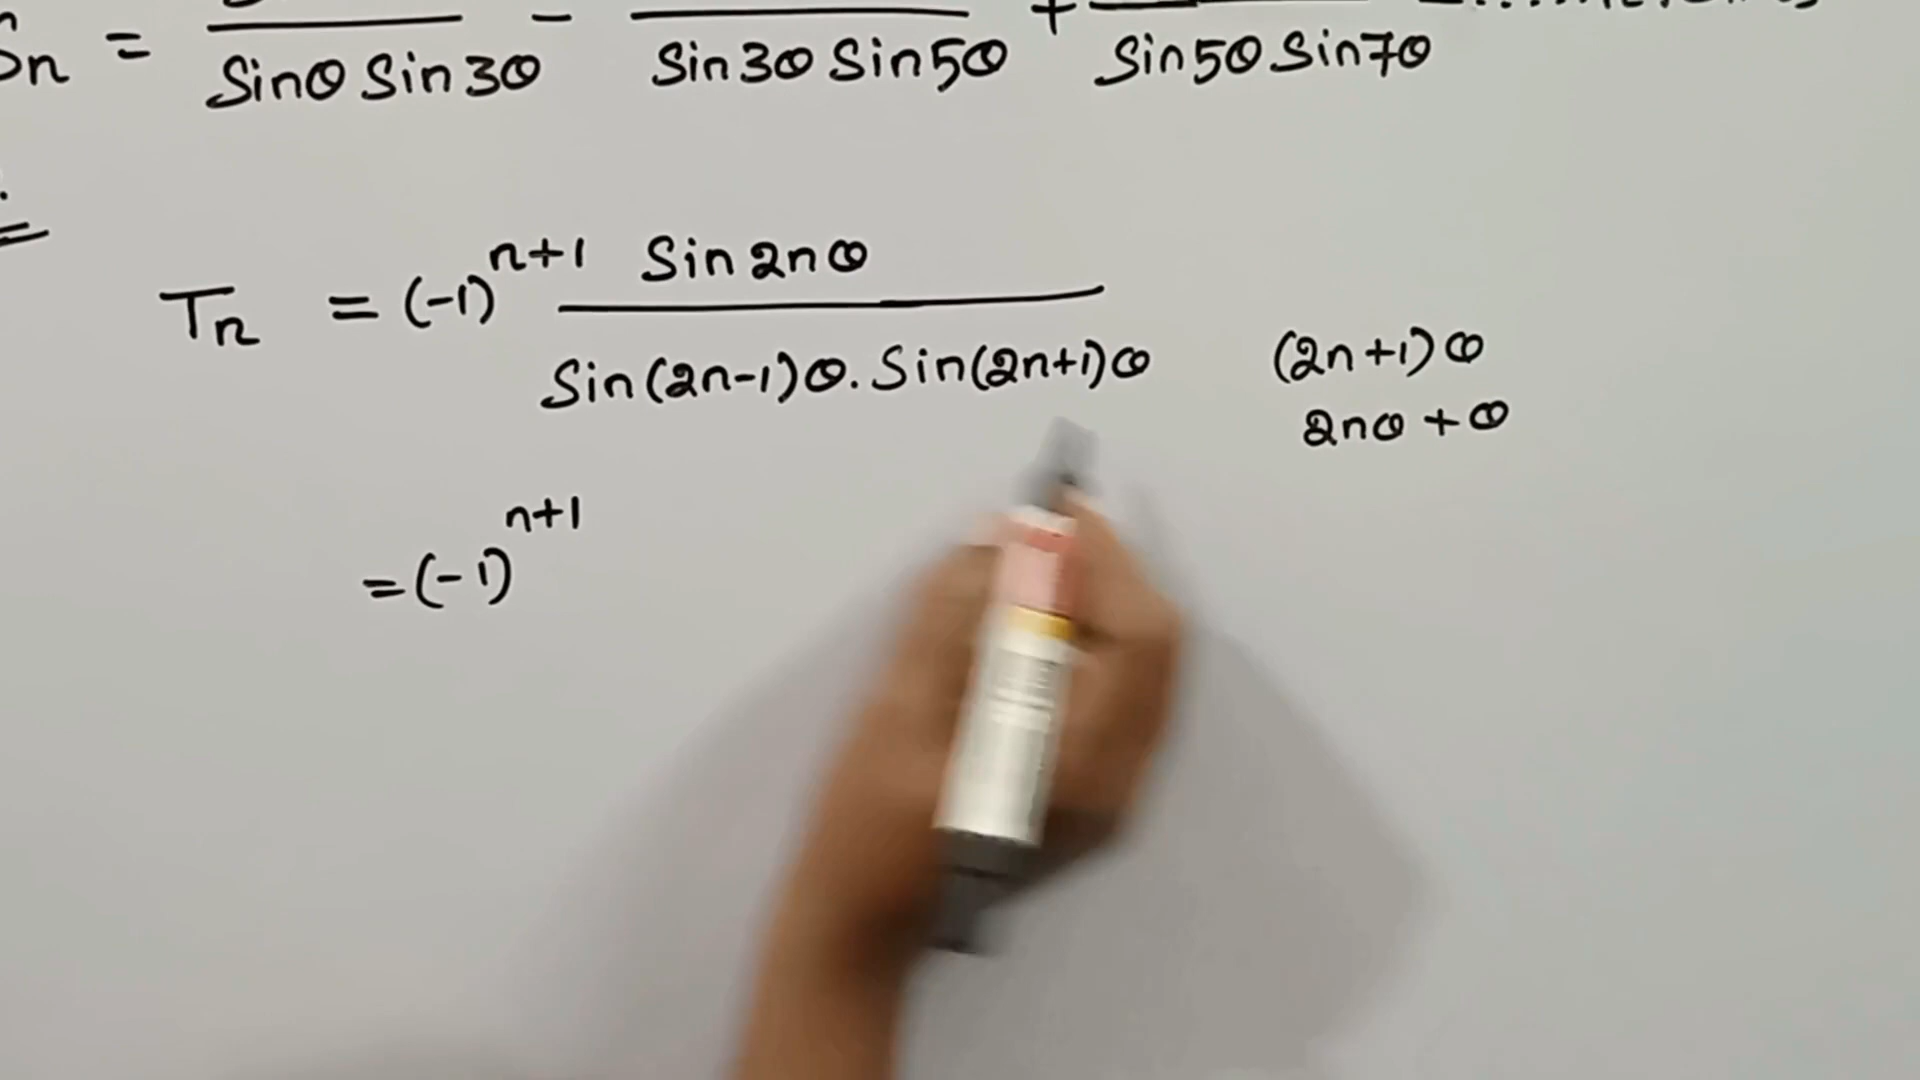 Sn = / Sinθ Sin3θ - / Sin3θ Sin5θ + / Sin5θ Sin7θ
Tn = (-1)^n+1 Sin2nθ / Sin(2n-1)θ . Sin(2n+1)θ
(2n+1)θ
2nθ + θ
= (-1)^n+1